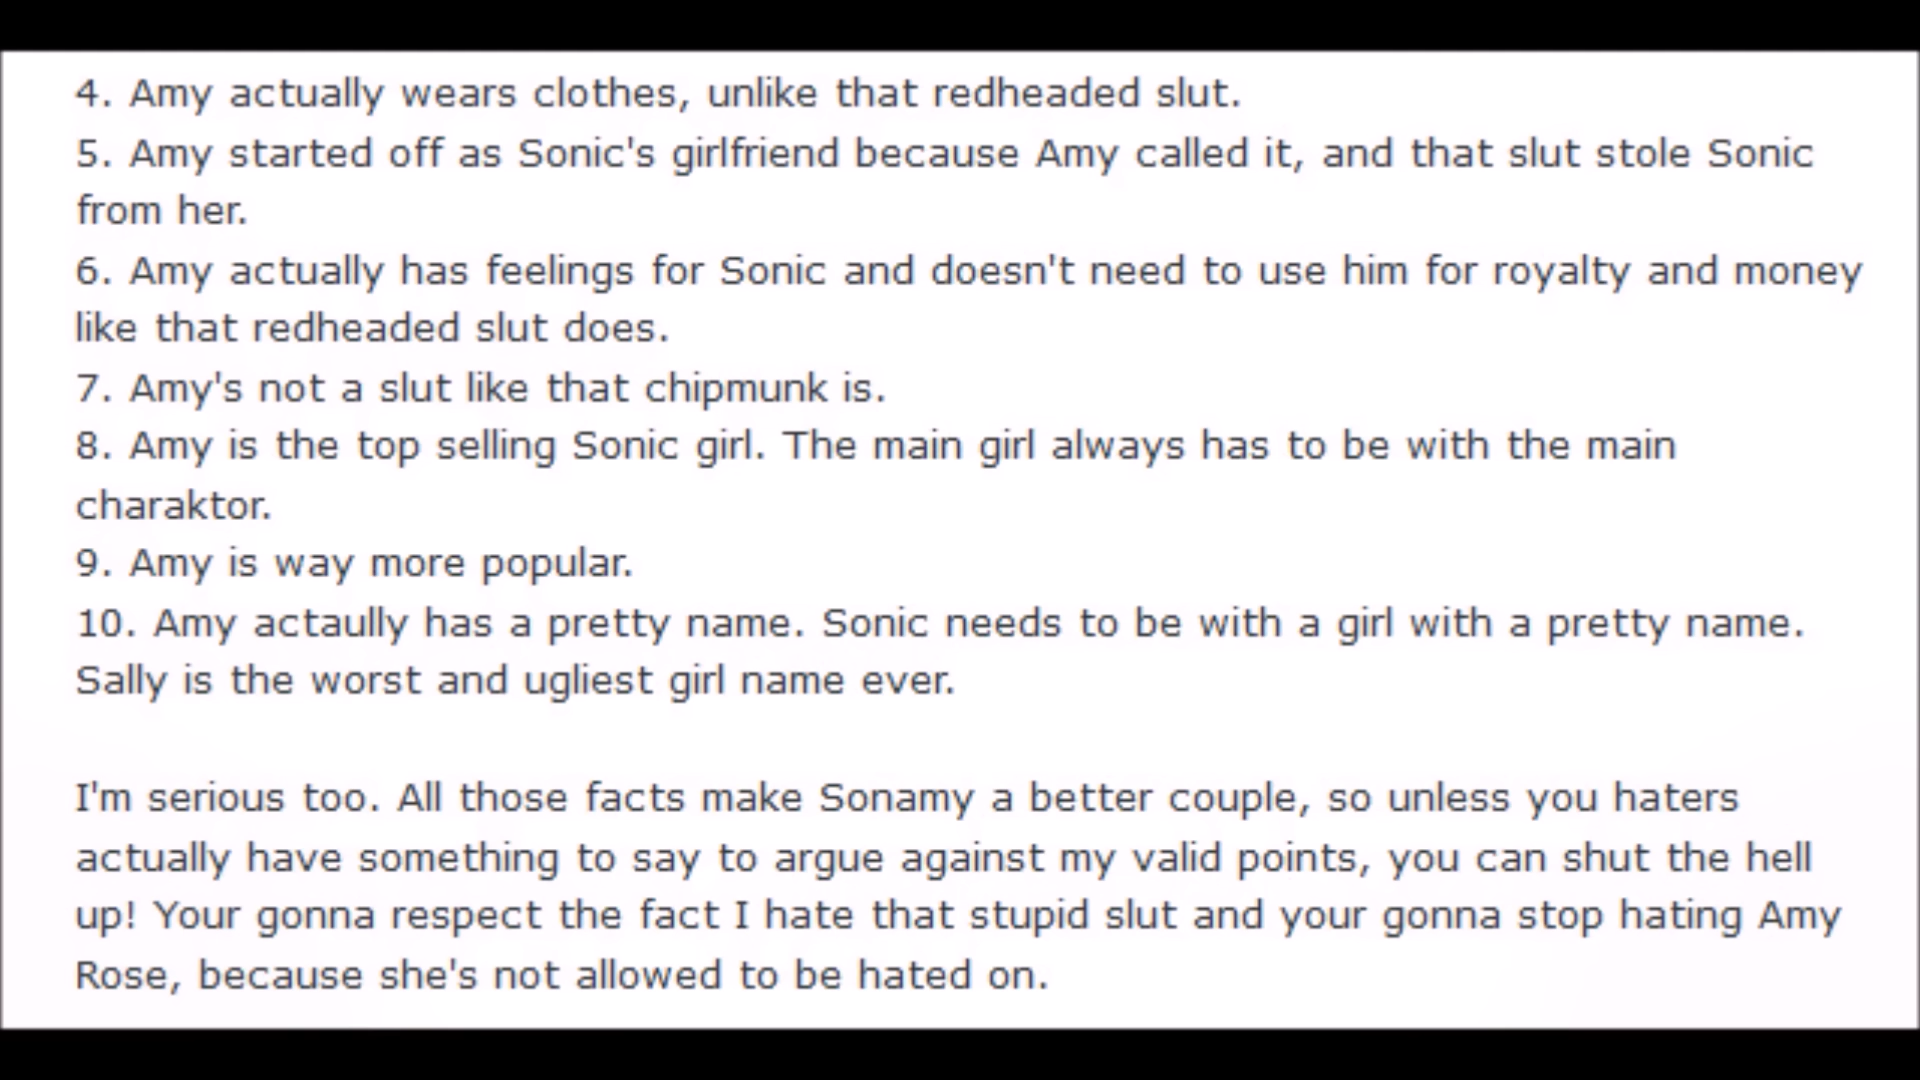 4. Amy actually wears clothes, unlike that redheaded slut.
5. Amy started off as Sonic's girlfriend because Amy called it, and that slut stole Sonic
from her.
6. Amy actually has feelings for Sonic and doesn't need to use him for royalty and money
like that redheaded slut does.
7. Amy's not a slut like that chipmunk is.
8. Amy is the top selling Sonic girl. The main girl always has to be with the main
charaktor.
9. Amy is way more popular.
10. Amy actaully has a pretty name. Sonic needs to be with a girl with a pretty name.
Sally is the worst and ugliest girl name ever.
I'm serious too. All those facts make Sonamy a better couple, so unless you haters
actually have something to say to argue against my valid points, you can shut the hell
up! Your gonna respect the fact I hate that stupid slut and your gonna stop hating Amy
Rose, because she's not allowed to be hated on.